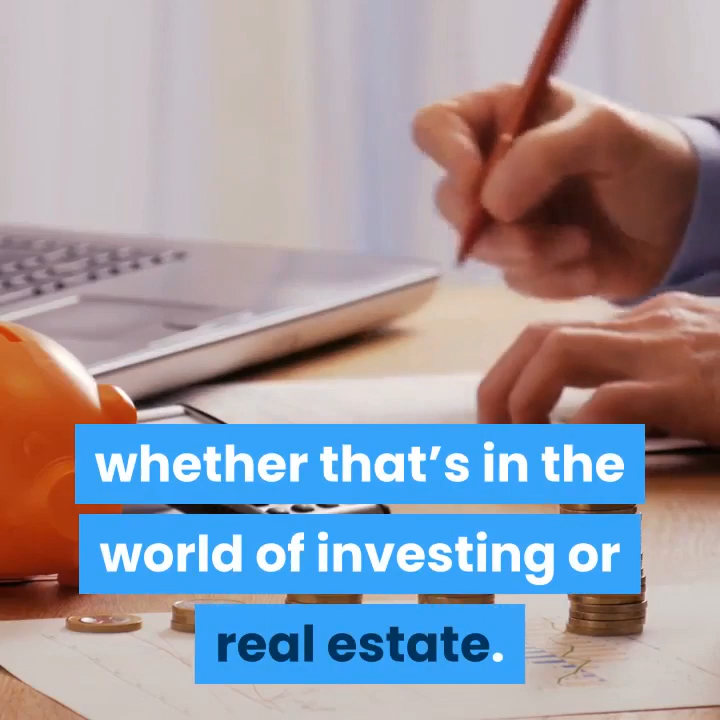 whether that’s in the
world of investing or
real estate.